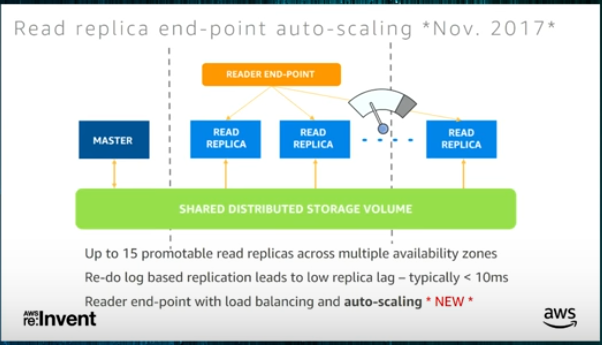 Read replica end-point auto-scaling *Nov. 2017*
READER END-POINT
MASTER
READ
REPLICA
READ
REPLICA
READ
REPLICA
SHARED DISTRIBUTED STORAGE VOLUME
Up to 15 promotable read replicas across multiple availability zones
Re-do log based replication leads to low replica lag – typically < 10ms
Reader end-point with load balancing and auto-scaling * NEW *
AWS
re:Invent
aws